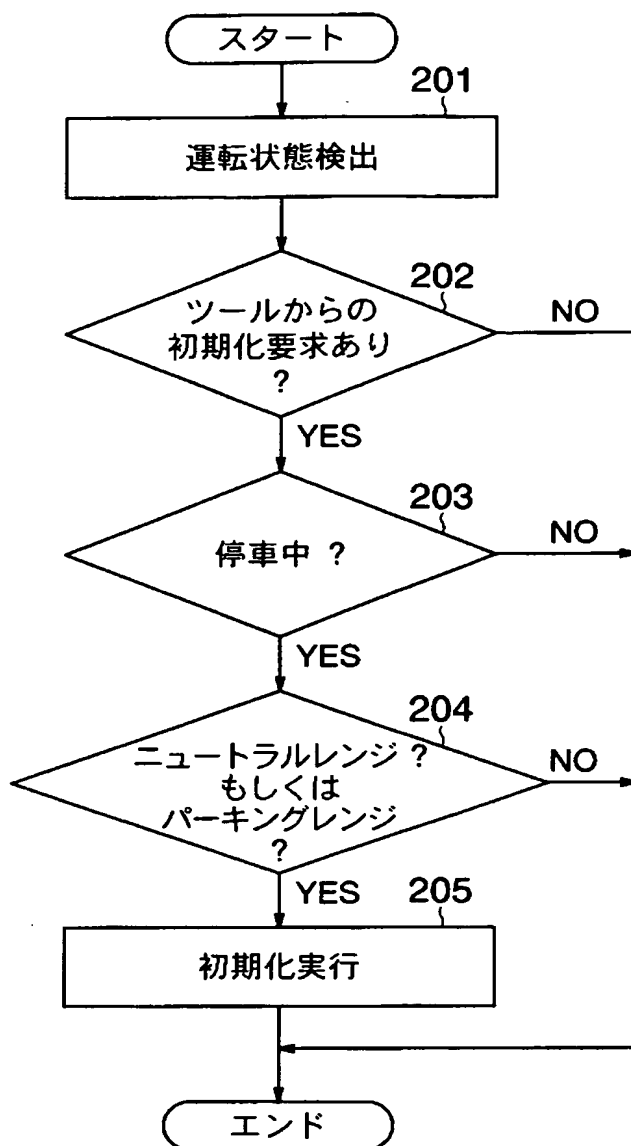 スタート
201
運転状態検出
202
ツールからの
初期化要求あり
?
NO
YES
203
停車中 ?
NO
YES
204
ニュートラルレンジ ?
もしくは
パーキングレンジ
?
NO
YES
205
初期化実行
エンド